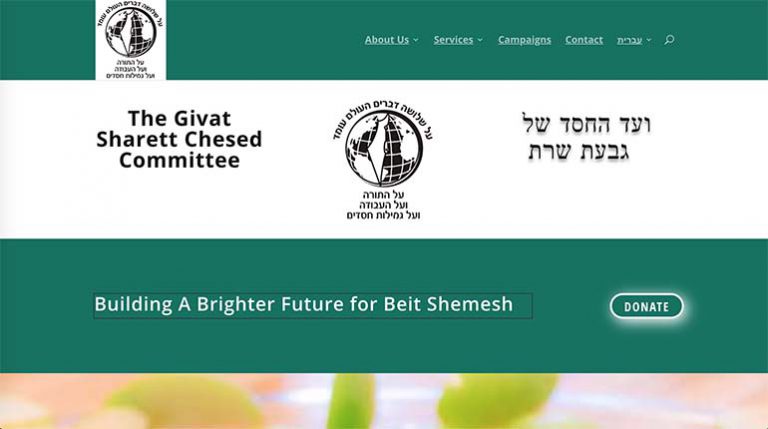 על שלושה דברים העולם עומד
על התורה
ועל העבודה
ועל גמילות חסדים
About Us
Services
Campaigns
Contact
עברית
The Givat
Sharett Chesed
Committee
על שלושה דברים העולם עומד
על התורה
ועל העבודה
ועל גמילות חסדים
ועד החסד של
גבעת שרת
Building A Brighter Future for Beit Shemesh
DONATE